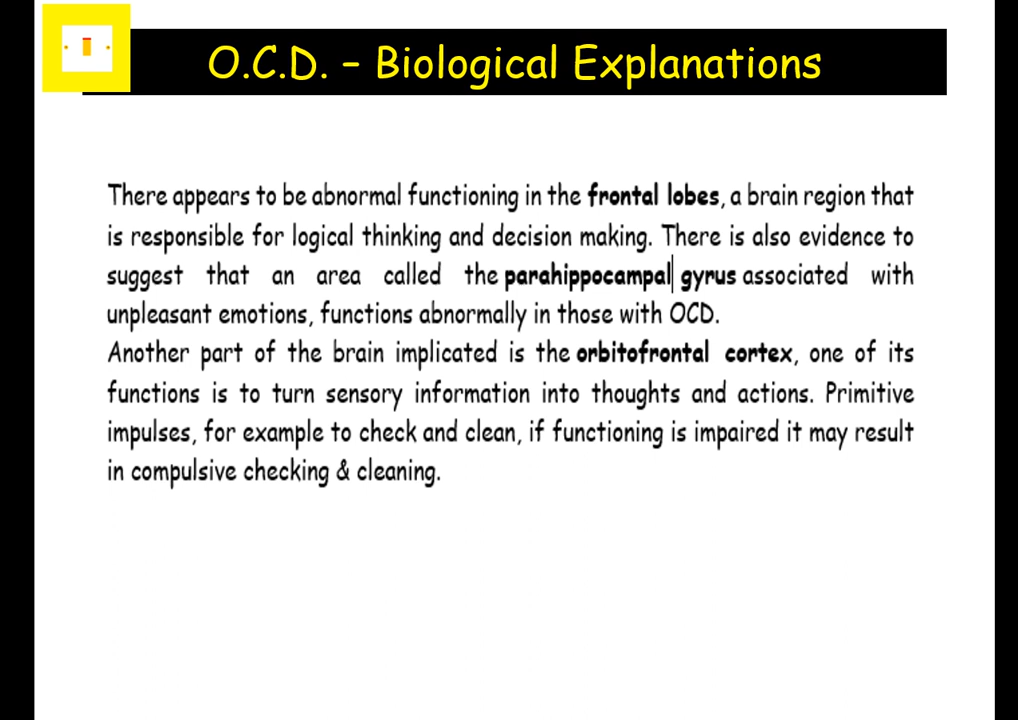 O.C.D. – Biological Explanations
There appears to be abnormal functioning in the frontal lobes, a brain region that
is responsible for logical thinking and decision making. There is also evidence to
suggest that an area called the parahippocampal gyrus associated with
unpleasant emotions, functions abnormally in those with OCD.
Another part of the brain implicated is the orbitofrontal cortex, one of its
functions is to turn sensory information into thoughts and actions. Primitive
impulses, for example to check and clean, if functioning is impaired it may result
in compulsive checking & cleaning.